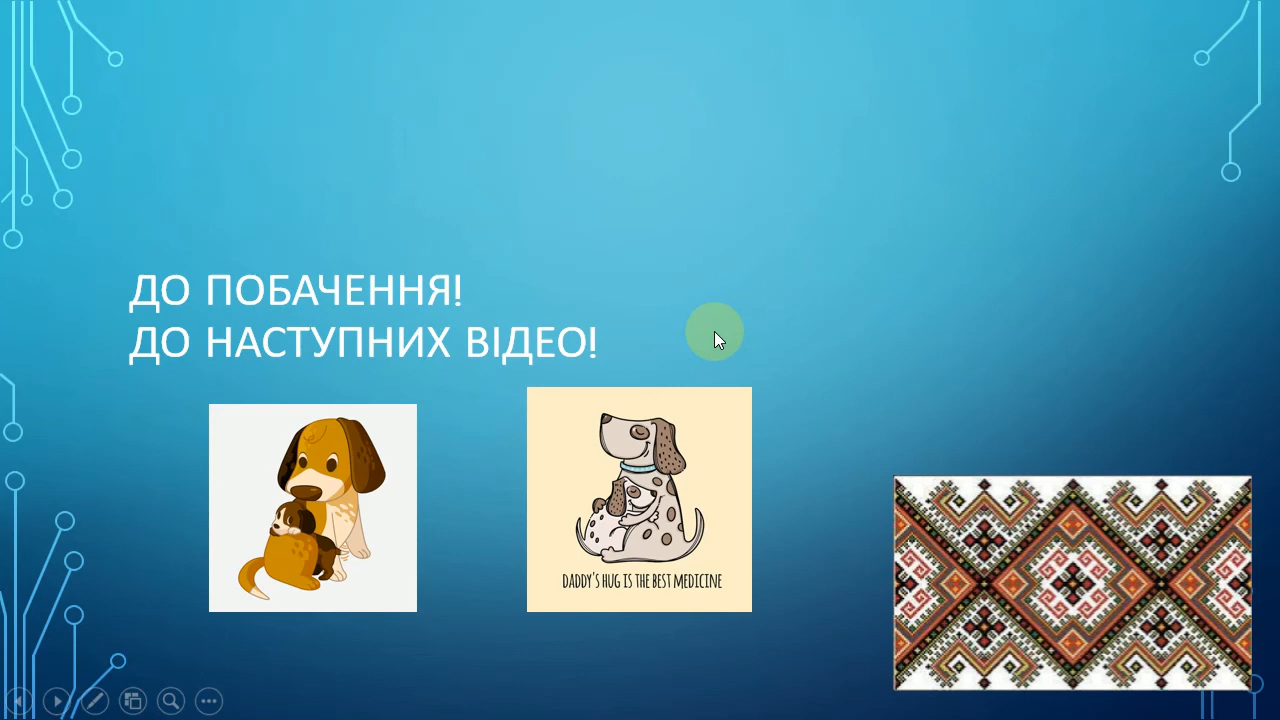 ДО ПОБАЧЕННЯ!
ДО НАСТУПНИХ ВІДЕО!
DADDY'S HUG IS THE BEST MEDICINE